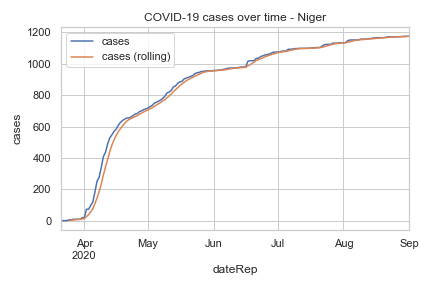 COVID-19 cases over time - Niger
cases
cases (rolling)
1200
1000
800
600
400
200
0
cases
Apr
2020
May
Jun
Jul
Aug
Sep
dateRep